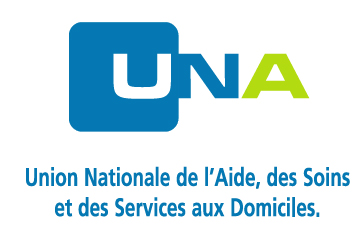 UNA
Union Nationale de l'Aide, des Soins
et des Services aux Domiciles.